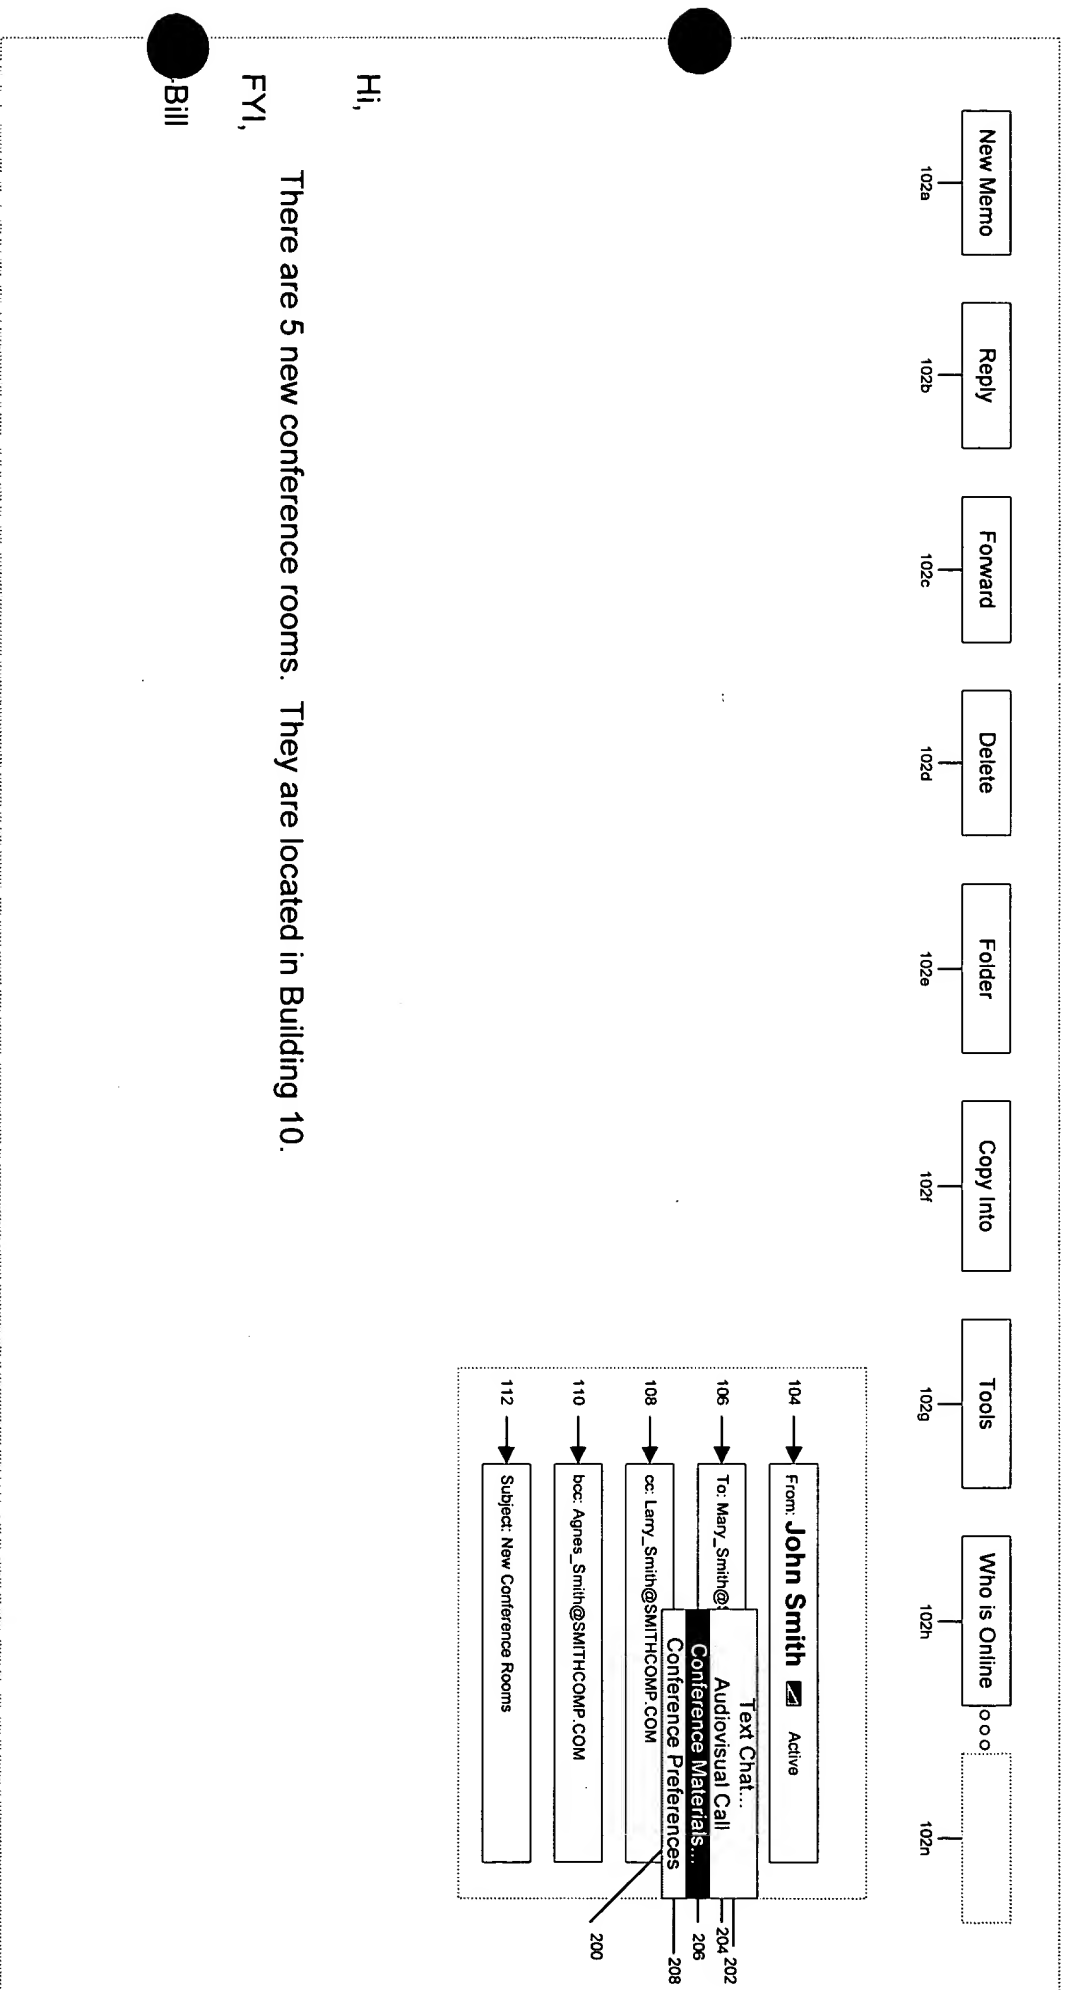 New Memo
Reply
Forward
Delete
Folder
Copy Into
Tools
Who is Online
ooo
102a
102b
102c
102d
102e
102f
102g
102h
102n
104
From: John Smith Active
106
To: Mary_Smith@
108
cc: Larry_Smith@SMITHCOMP.COM
110
bcc: Agnes_Smith@SMITHCOMP.COM
112
Subject: New Conference Rooms
Text Chat...
Audiovisual Call
Conference Materials...
Conference Preferences
202
204
206
208
200
Hi,
There are 5 new conference rooms. They are located in Building 10.
FYI,
-Bill